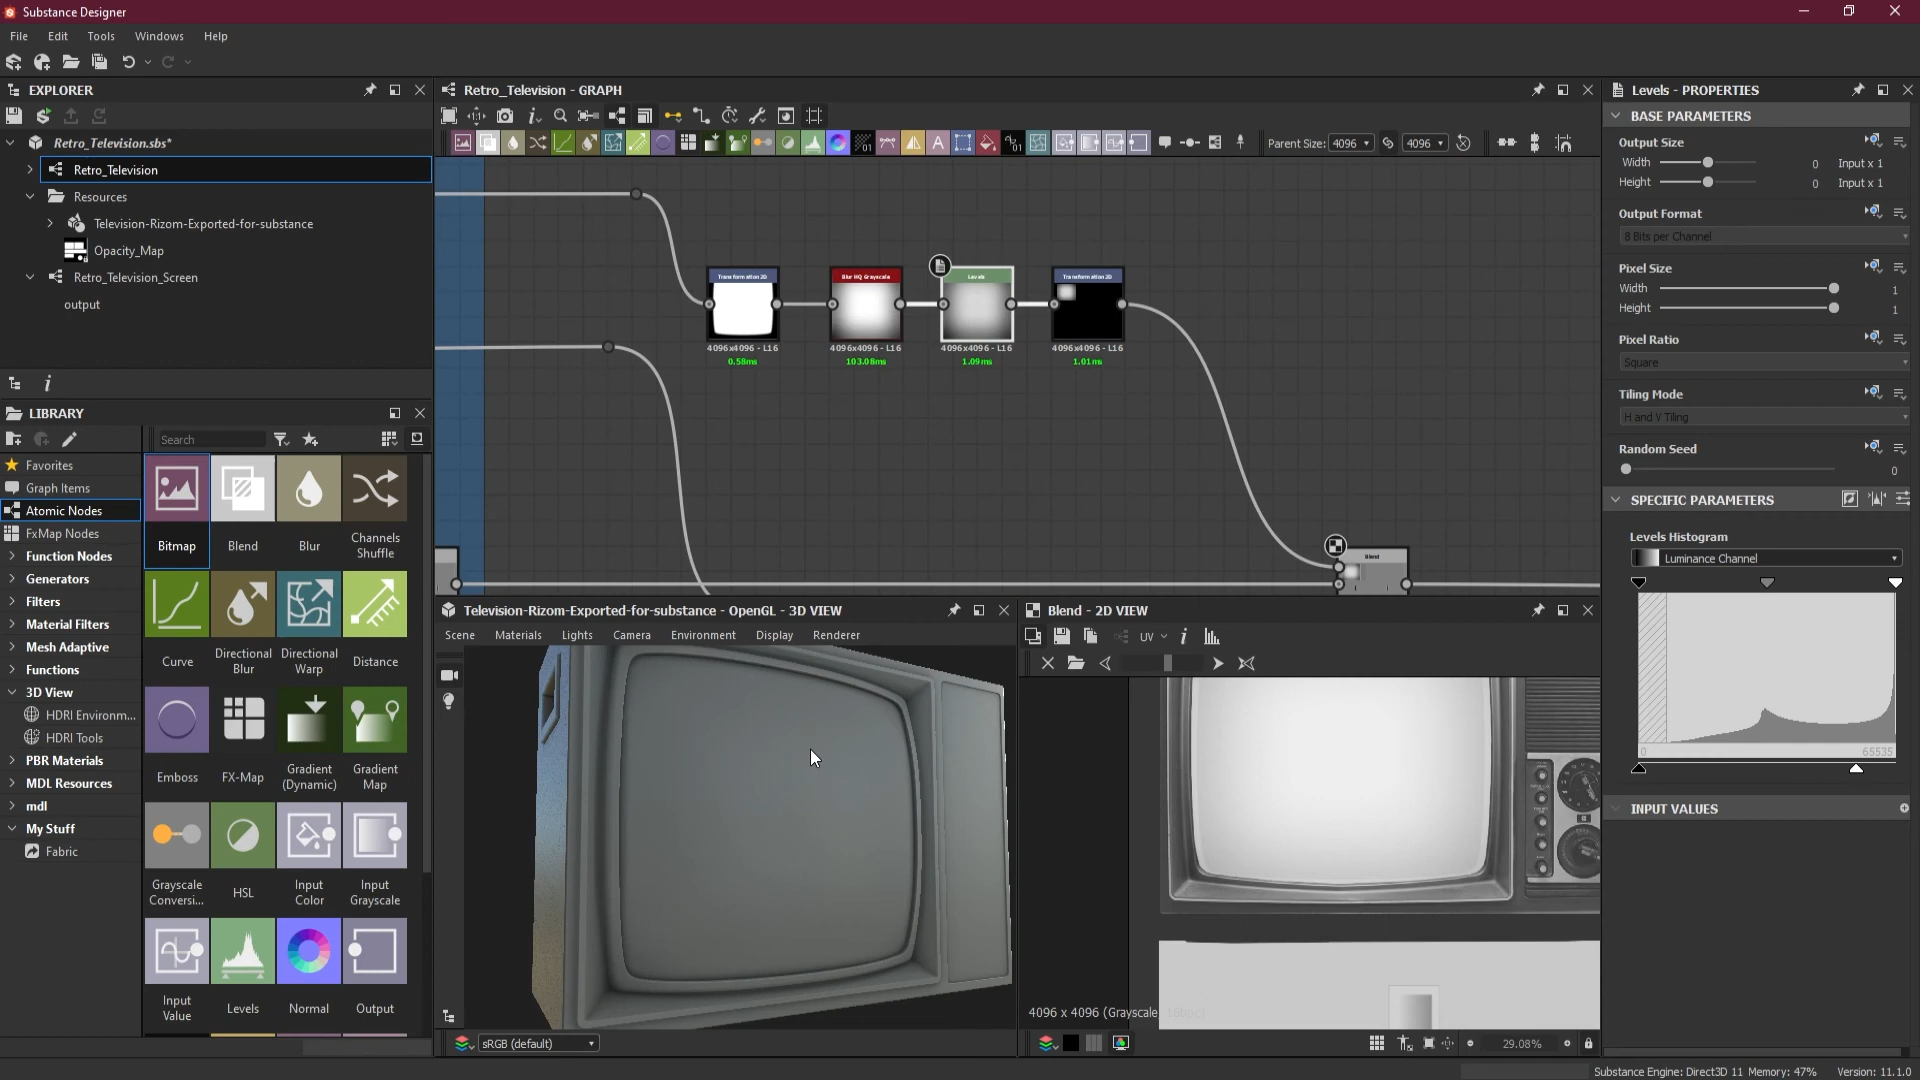 Substance Designer
File Edit Tools Windows Help
EXPLORER
Retro_Television.sbs*
Retro_Television
Resources
Television-Rizom-Exported-for-substance
Opacity_Map
Retro_Television_Screen
output
LIBRARY
Search
Favorites
Graph Items
Atomic Nodes
FxMap Nodes
Function Nodes
Generators
Filters
Material Filters
Mesh Adaptive
Functions
3D View
HDRI Environm...
HDRI Tools
PBR Materials
MDL Resources
mdl
My Stuff
Fabric
Bitmap Blend Blur Channels Shuffle
Curve Directional Blur Directional Warp Distance
Emboss FX-Map Gradient (Dynamic) Gradient Map
Grayscale Conversi... HSL Input Color Input Grayscale
Input Value Levels Normal Output
Retro_Television - GRAPH
Parent Size: 4096 4096
Transformation 2D Blur HQ Grayscale Levels Transformation 2D
4096x4096 - L16 4096x4096 - L16 4096x4096 - L16 4096x4096 - L16
0.58ms 103.08ms 1.09ms 1.01ms
Blend
Television-Rizom-Exported-for-substance - OpenGL - 3D VIEW
Scene Materials Lights Camera Environment Display Renderer
sRGB (default)
Blend - 2D VIEW
UV
4096 x 4096 (Grayscale
29.08%
Levels - PROPERTIES
BASE PARAMETERS
Output Size
Width 0 Input x 1
Height 0 Input x 1
Output Format
8 Bits per Channel
Pixel Size
Width 1
Height 1
Pixel Ratio
Square
Tiling Mode
H and V Tiling
Random Seed
0
SPECIFIC PARAMETERS
Levels Histogram
Luminance Channel
0 65535
INPUT VALUES
Substance Engine: Direct3D 11 Memory: 47% Version: 11.1.0